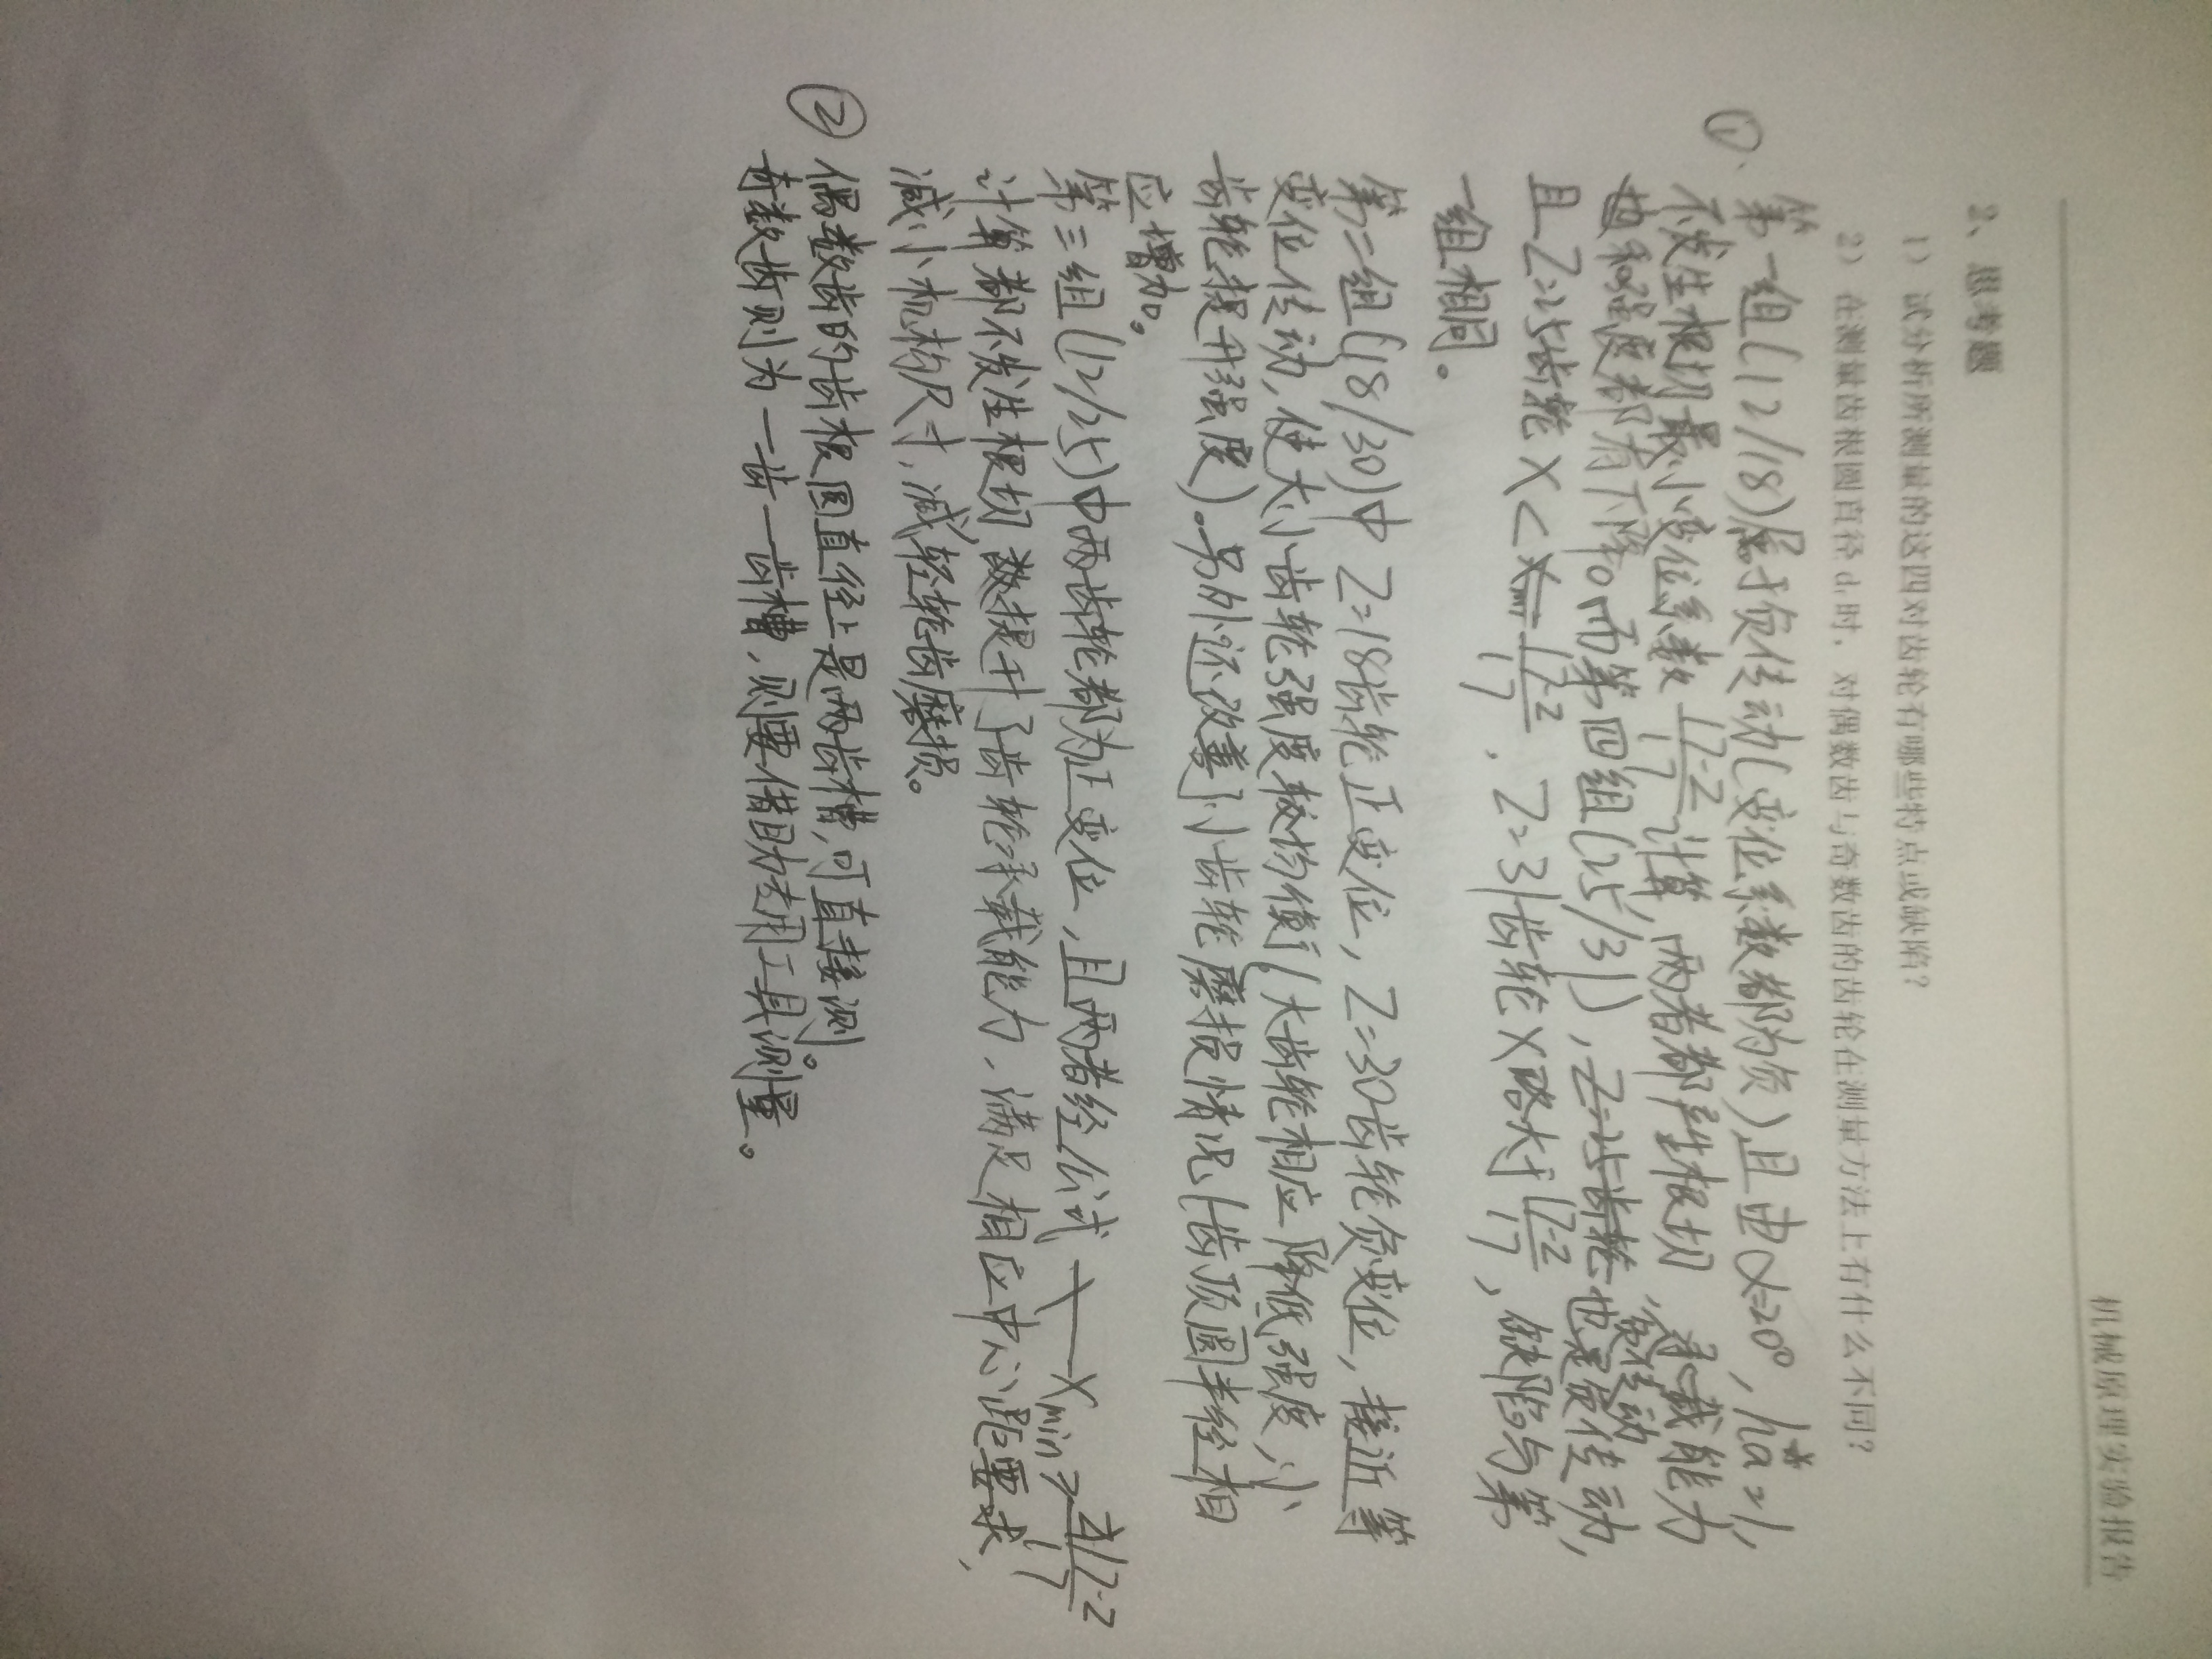 机械原理实验报告
3、思考题
1） 试分析所测量的这四对齿轮有哪些特点或缺陷？
2） 在测量齿根圆直径df时，对偶数齿与奇数齿的齿轮在测量方法上有什么不同？
①、第一组(12/18)属于负传动(变位系数都为负)且由α=20°，ha*=1，
不发生根切最小变位系数 (17-Z)/17 计算，两者都产生根切，承载能力
和强度都有下降。而第四组(25/31)，也是负传动，
且Z=25齿轮 X< (17-Z)/17，Z=31齿轮X略大于 (17-Z)/17，缺陷与第
一组相同。
第二组(18/30)中 Z=18齿轮正变位，Z=30齿轮负变位，接近等
变位传动，使大小齿轮强度较均衡(大齿轮相应降低强度，小
齿轮提升强度)。另外还改善了小齿轮磨损情况(齿顶圆半径相
应增加。
第三组(12/25)中两齿轮都为正变位，且两者经公式 Xmin≥ (17-Z)/17
计算都不发生根切，提升了齿轮承载能力，满足相应中心距要求，
减小机构尺寸，减轻轮齿磨损。
② 偶数齿的齿根圆直径上是两齿槽，可直接测。
奇数齿则为一齿一齿槽，则要借助专用工具测量。